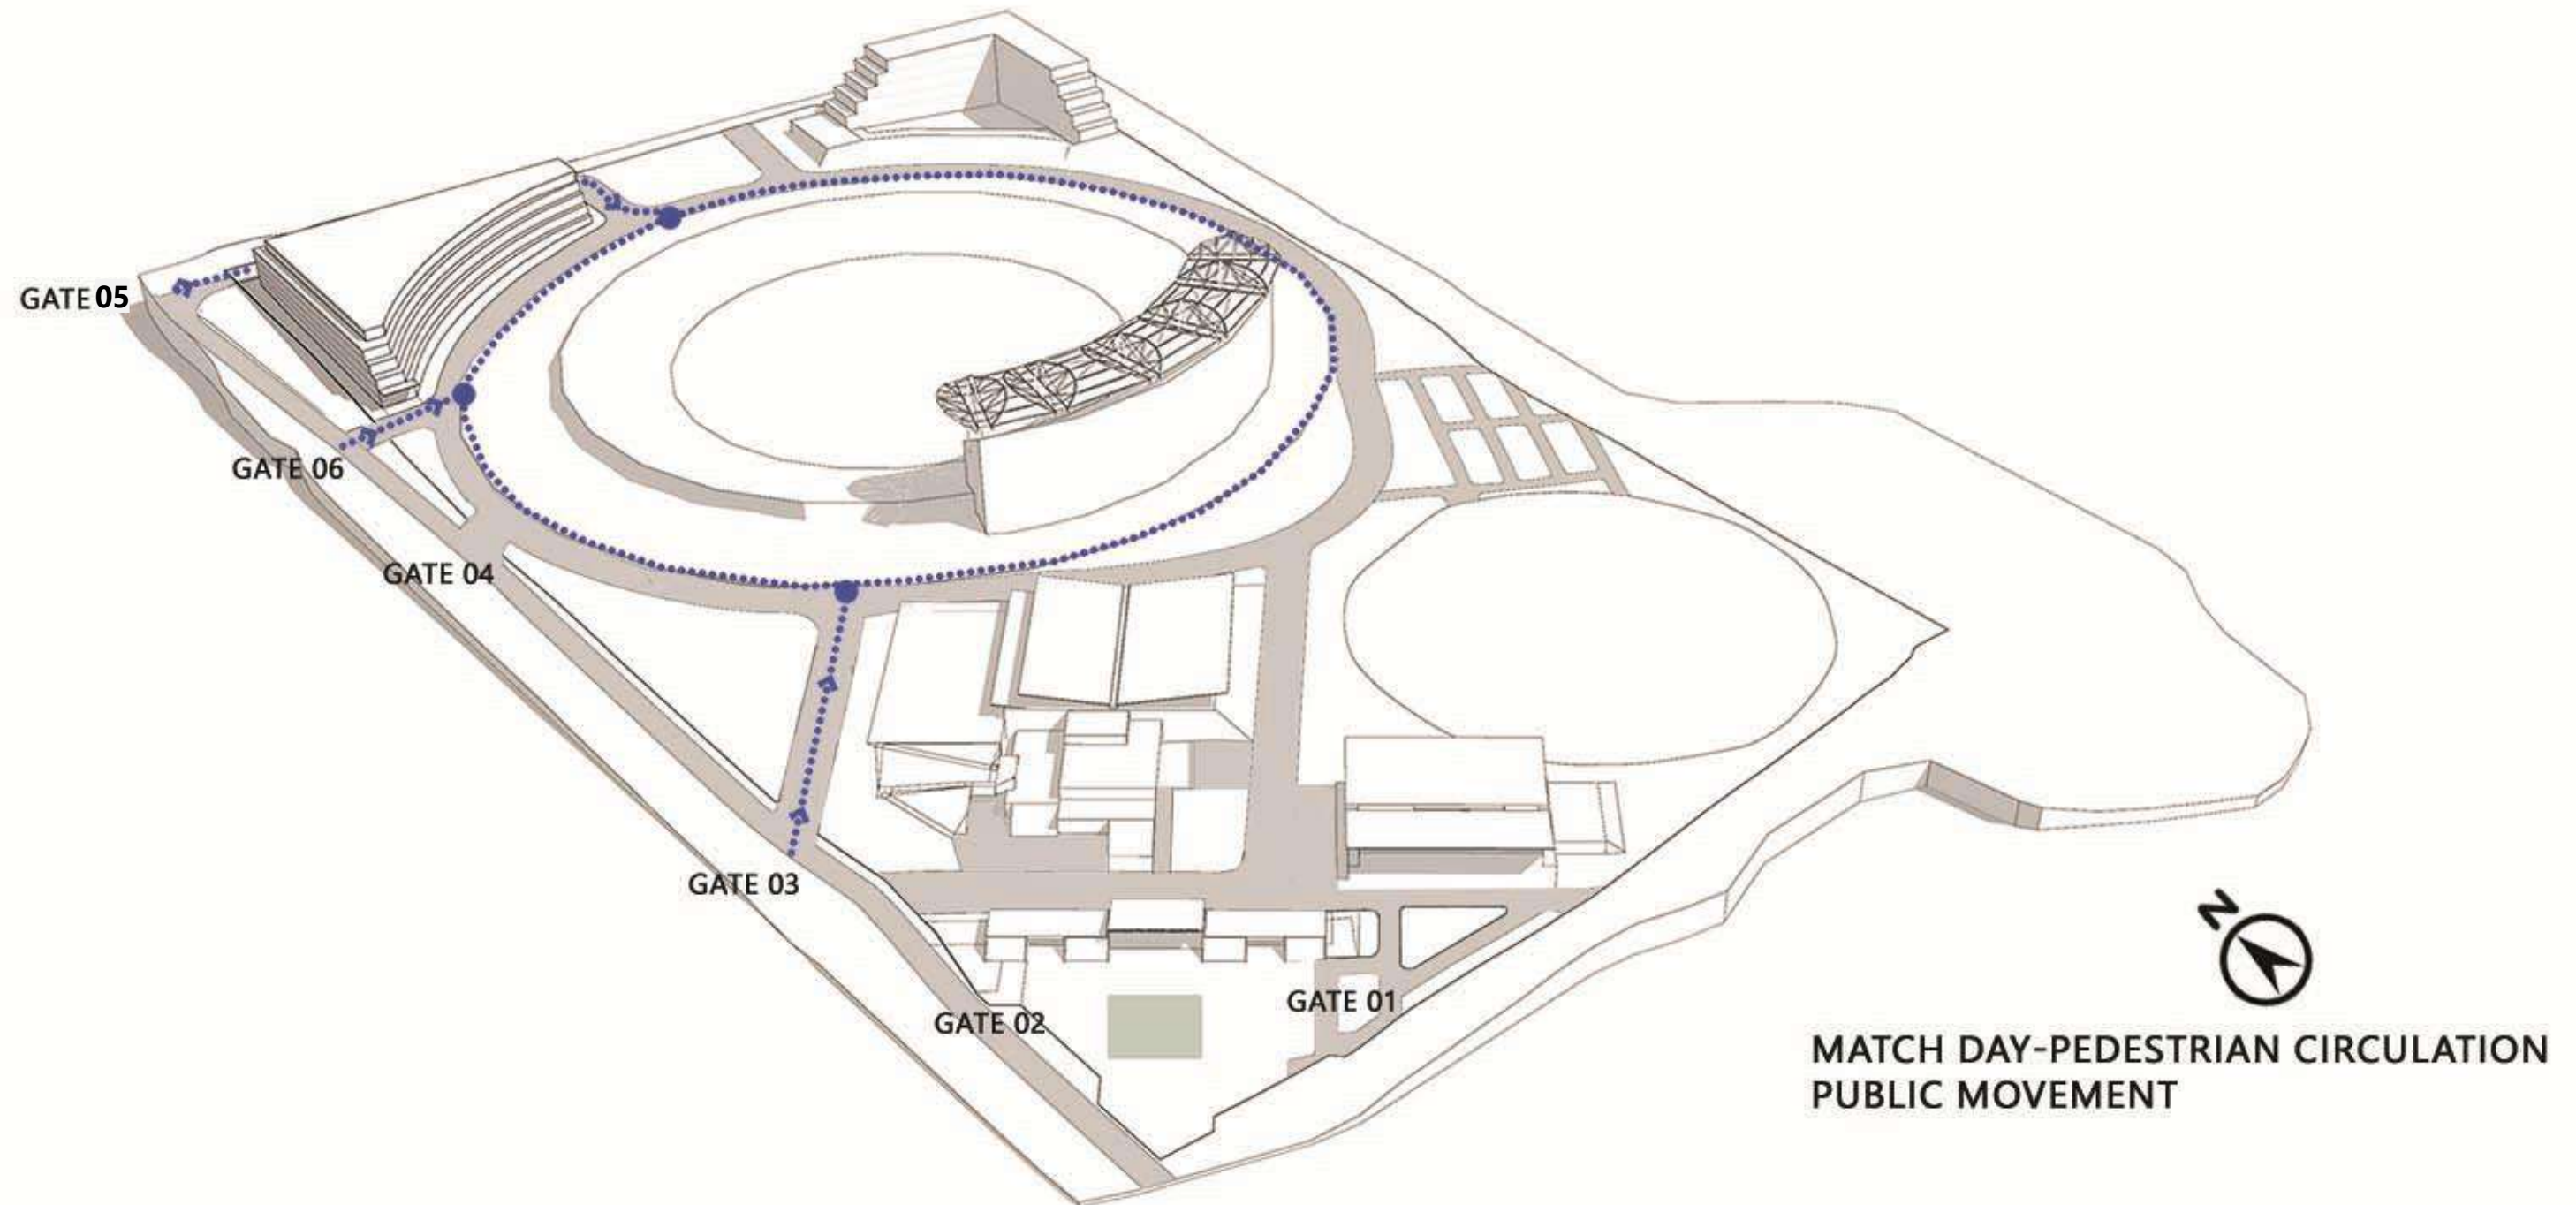 GATE 05
GATE 06
GATE 04
GATE 03
GATE 02
GATE 01
N
MATCH DAY-PEDESTRIAN CIRCULATION
PUBLIC MOVEMENT